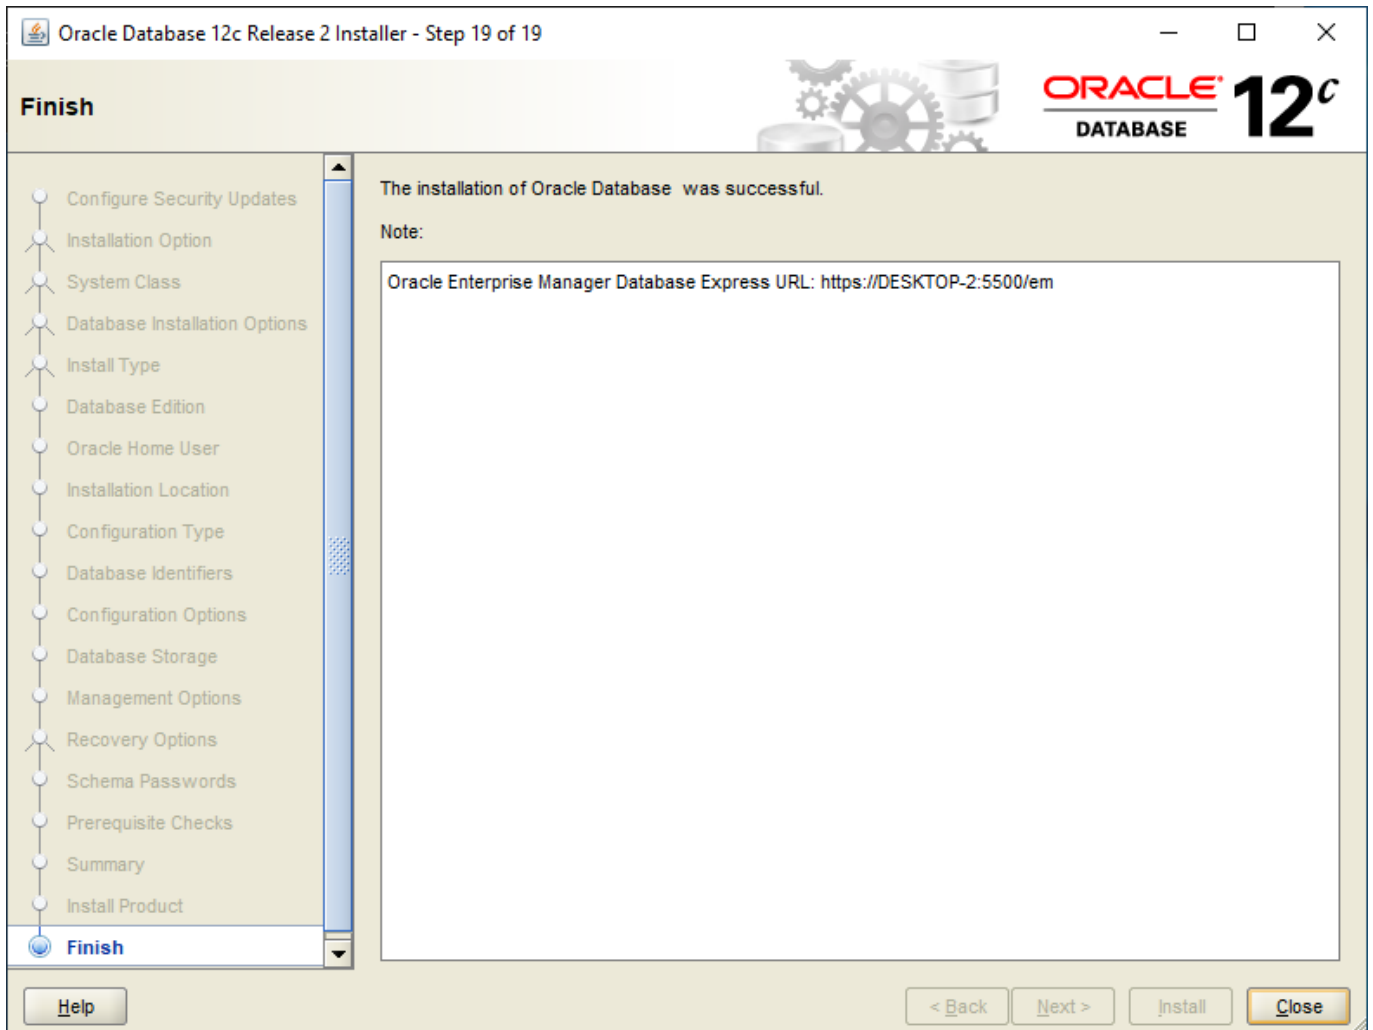 Oracle Database 12c Release 2 Installer - Step 19 of 19
Finish
ORACLE
DATABASE
12c
Configure Security Updates
Installation Option
System Class
Database Installation Options
Install Type
Database Edition
Oracle Home User
Installation Location
Configuration Type
Database Identifiers
Configuration Options
Database Storage
Management Options
Recovery Options
Schema Passwords
Prerequisite Checks
Summary
Install Product
Finish
The installation of Oracle Database  was successful.
Note:
Oracle Enterprise Manager Database Express URL: https://DESKTOP-2:5500/em
Help
< Back
Next >
Install
Close